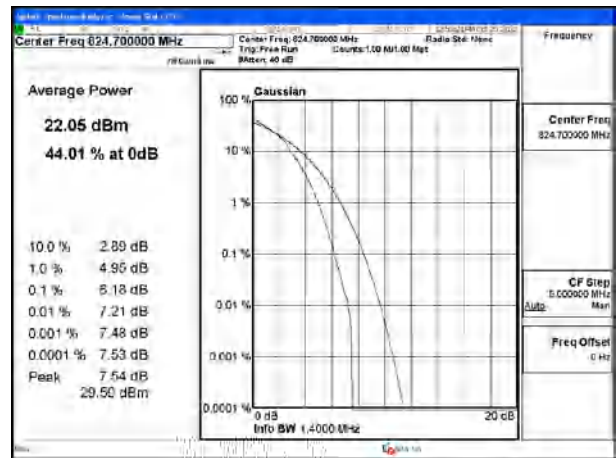 Center Freq 824.700000 MHz
Center Freq: 824.700000 MHz
Radio Std: None
Trig: Free Run
Counts:1.00 M/1.00 Mpt
#Atten: 40 dB
Average Power
22.05 dBm
44.01 % at 0dB
10.0 % 2.89 dB
1.0 % 4.95 dB
0.1 % 6.18 dB
0.01 % 7.21 dB
0.001 % 7.48 dB
0.0001 % 7.53 dB
Peak 7.54 dB
29.59 dBm
Gaussian
100 %
10 %
1 %
0.1 %
0.01 %
0.001 %
0.0001 %
0 dB
20 dB
Info BW 1.4000 MHz
Frequency
Center Freq
824.700000 MHz
CF Step
5.000000 MHz
Auto Man
Freq Offset
0 Hz